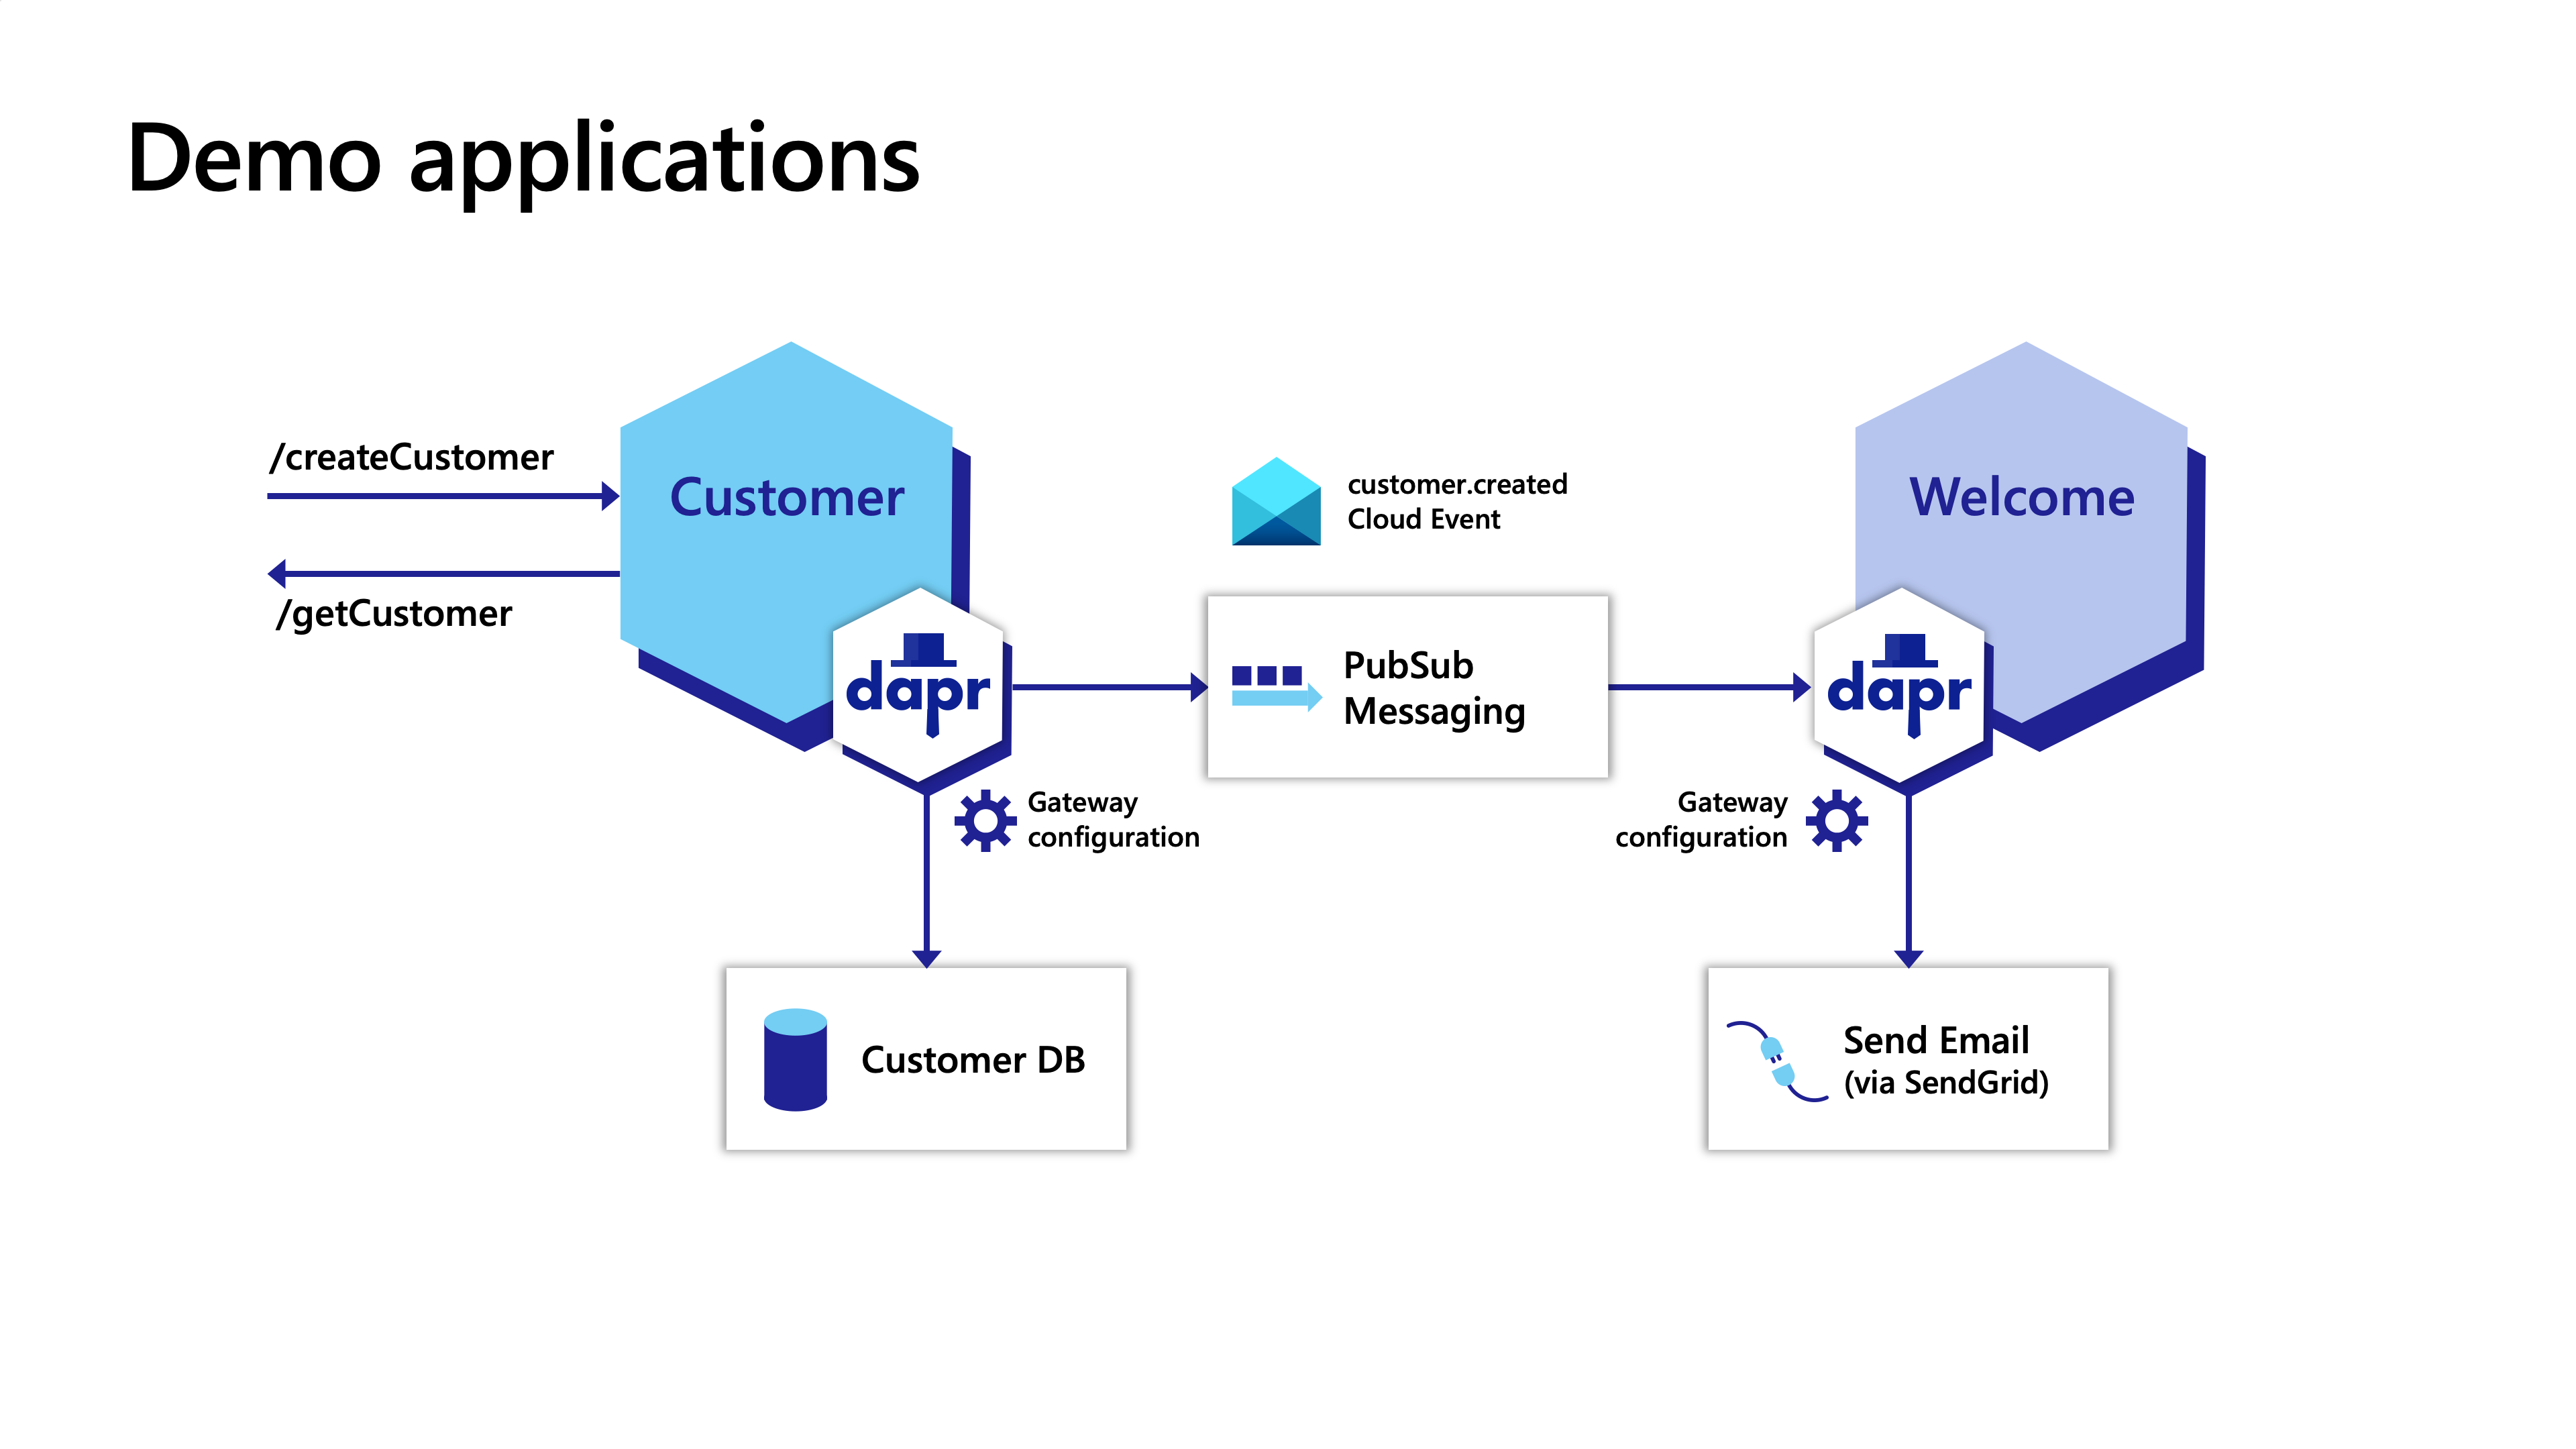 Demo applications
/createCustomer
Customer
/getCustomer
dapr
customer.created
Cloud Event
PubSub
Messaging
Welcome
dapr
Gateway
configuration
Gateway
configuration
Customer DB
Send Email
(via SendGrid)